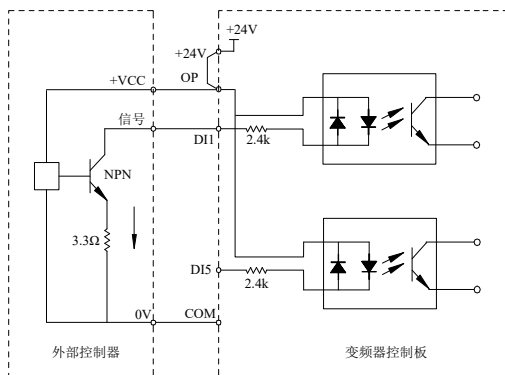 +24V
+24V
+VCC
OP
信号
DI1
2.4k
NPN
3.3Ω
DI5
2.4k
0V
COM
外部控制器
变频器控制板